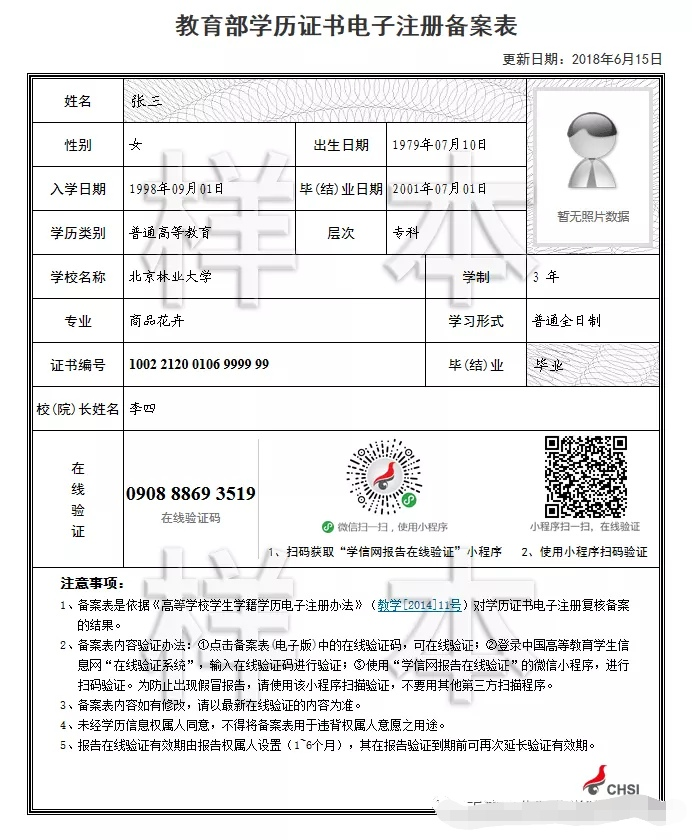 教育部学历证书电子注册备案表
更新日期：2018年6月15日
姓名 张三
性别 女 出生日期 1979年07月10日
入学日期 1998年09月01日 毕(结)业日期 2001年07月01日
暂无照片数据
学历类别 普通高等教育 层次 专科
学校名称 北京林业大学 学制 3 年
专业 商品花卉 学习形式 普通全日制
证书编号 1002 2120 0106 9999 99 毕(结)业 毕业
校(院)长姓名 李四
样本
在线验证
0908 8869 3519
在线验证码
微信扫一扫，使用小程序
小程序扫一扫，在线验证
1、扫码获取“学信网报告在线验证”小程序
2、使用小程序扫码验证
样本
注意事项：
1、备案表是依据《高等学校学生学籍学历电子注册办法》（教学[2014]11号）对学历证书电子注册复核备案
的结果。
2、备案表内容验证办法：①点击备案表(电子版)中的在线验证码，可在线验证；②登录中国高等教育学生信
息网“在线验证系统”，输入在线验证码进行验证；③使用“学信网报告在线验证”的微信小程序，进行
扫码验证。为防止出现假冒报告，请使用该小程序扫描验证，不要用其他第三方扫描程序。
3、备案表内容如有修改，请以最新在线验证的内容为准。
4、未经学历信息权属人同意，不得将备案表用于违背权属人意愿之用途。
5、报告在线验证有效期由报告权属人设置（1~6个月），其在报告验证到期前可再次延长验证有效期。
CHSI